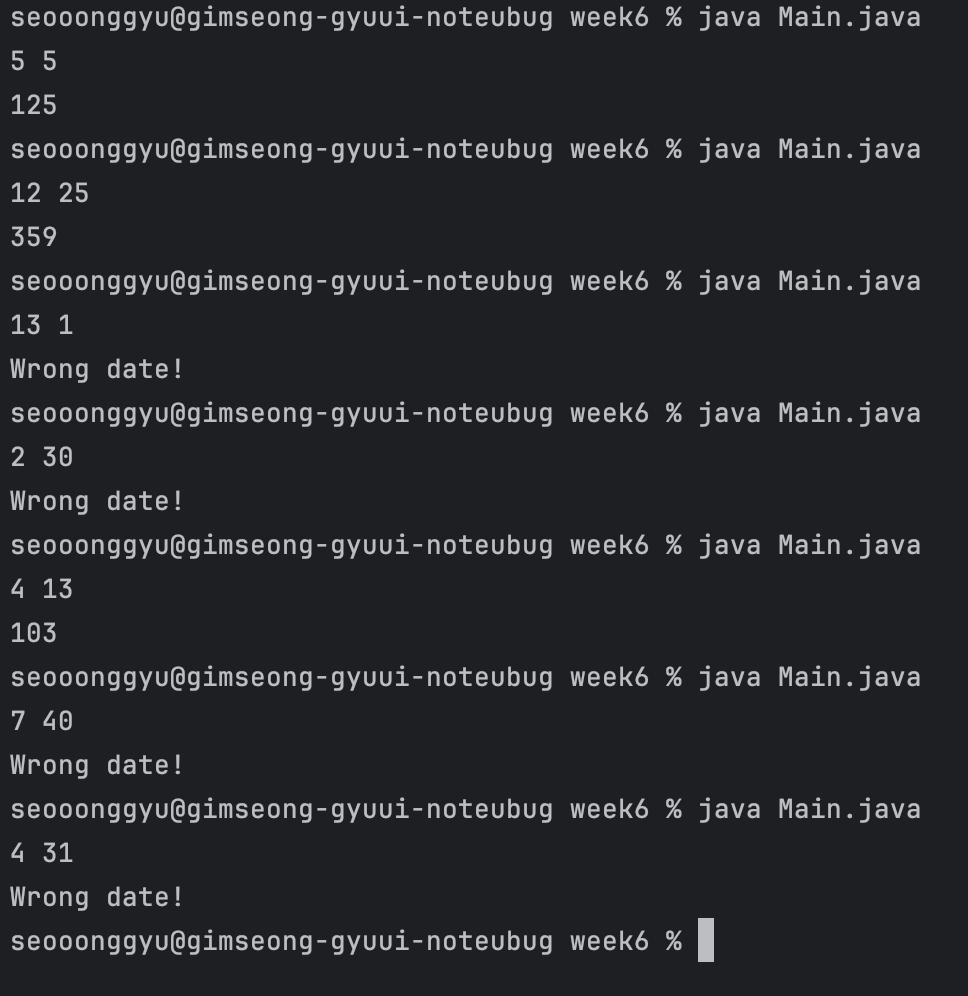 seooonggyu@gimseong-gyuui-noteubug week6 % java Main.java
5 5
125
seooonggyu@gimseong-gyuui-noteubug week6 % java Main.java
12 25
359
seooonggyu@gimseong-gyuui-noteubug week6 % java Main.java
13 1
Wrong date!
seooonggyu@gimseong-gyuui-noteubug week6 % java Main.java
2 30
Wrong date!
seooonggyu@gimseong-gyuui-noteubug week6 % java Main.java
4 13
103
seooonggyu@gimseong-gyuui-noteubug week6 % java Main.java
7 40
Wrong date!
seooonggyu@gimseong-gyuui-noteubug week6 % java Main.java
4 31
Wrong date!
seooonggyu@gimseong-gyuui-noteubug week6 %